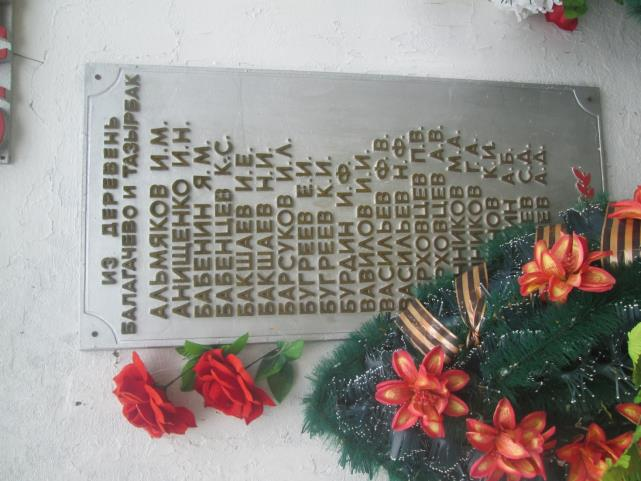 ИЗ ДЕРЕВЕНЬ
БАЛАГАЧЕВО И ТАЗЫРБАК
АЛЬМЯКОВ И.М.
АНИЩЕНКО И.Н.
БАБЕНИН Я.М.
БАБЕНЦЕВ К.С.
БАКШАЕВ И.Е.
БАКШАЕВ Н.И.
БАРСУКОВ И.Л.
БУГРЕЕВ Е.И.
БУГРЕЕВ К.И.
БУРДИН И.Ф.
ВАВИЛОВ И.И.
ВАСИЛЬЕВ Ф.В.
ВАСИЛЬЕВ Н.Ф.
П.В.
А.В.
М.А.
Г.А.
К.И.
А.Б.
С.Д.
А.Д.